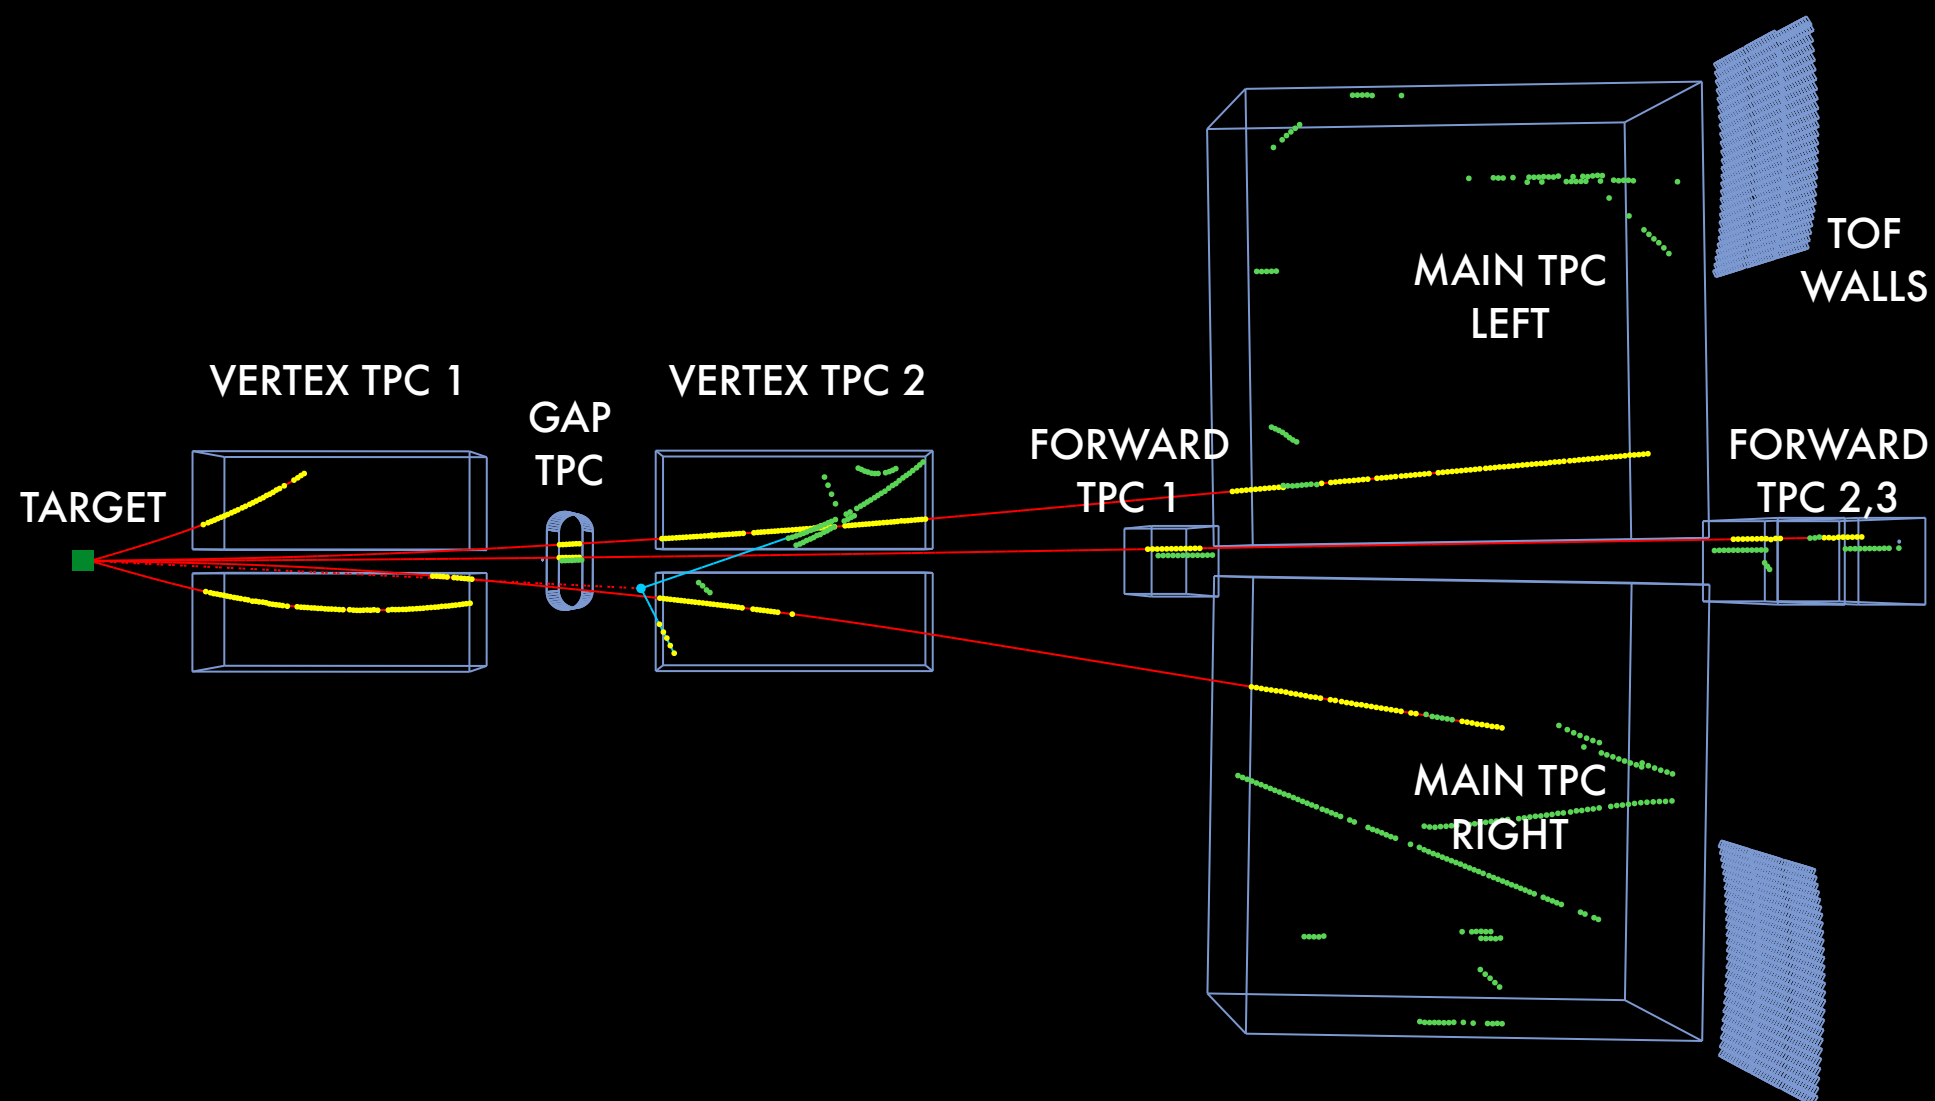 TARGET
VERTEX TPC 1
GAP
TPC
VERTEX TPC 2
FORWARD
TPC 1
MAIN TPC
LEFT
MAIN TPC
RIGHT
TOF
WALLS
FORWARD
TPC 2,3